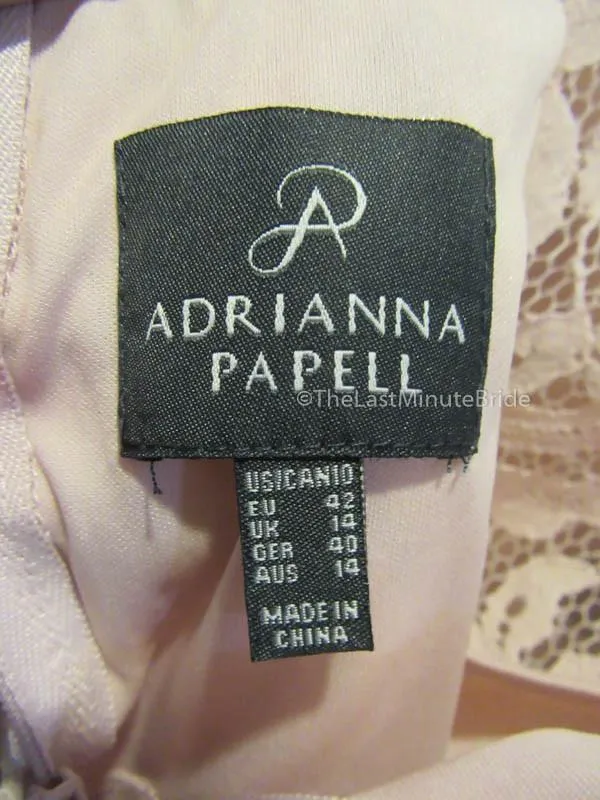 ADRIANNA
PAPELL
©TheLastMinuteBride
US/CAN 10
EU 42
UK 14
GER 40
AUS 14
MADE IN
CHINA